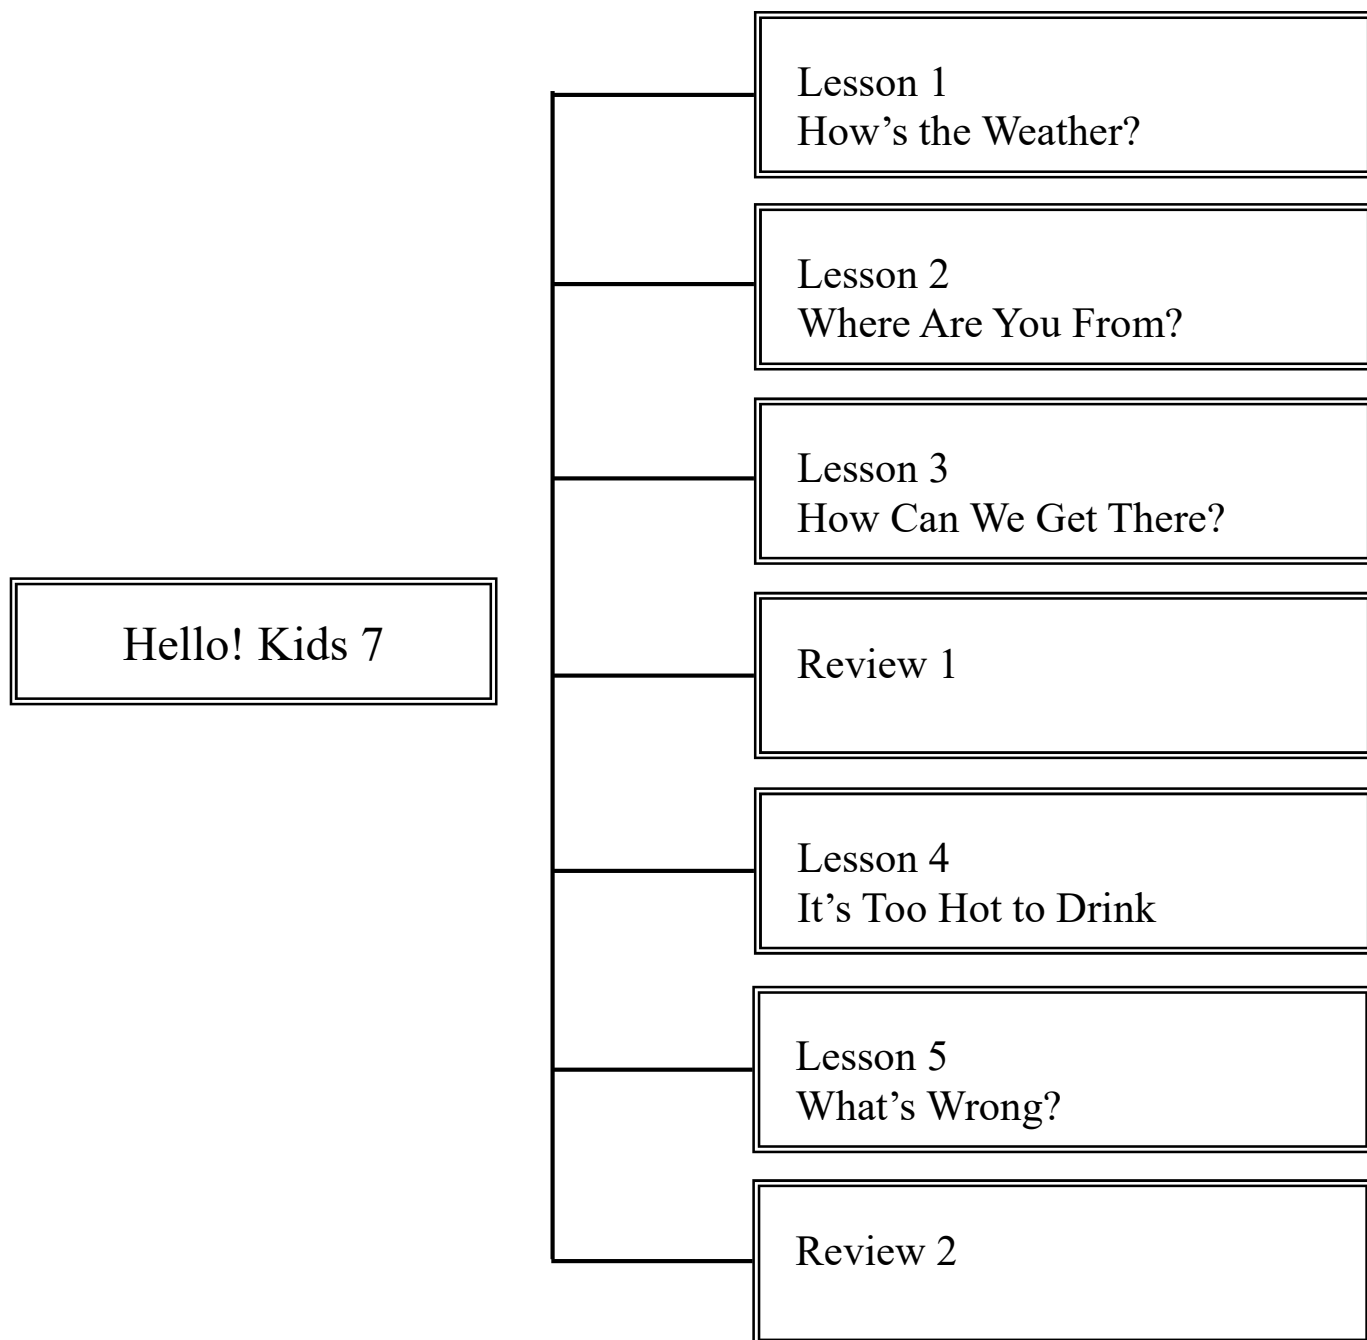 Hello! Kids 7
Lesson 1
How’s the Weather?
Lesson 2
Where Are You From?
Lesson 3
How Can We Get There?
Review 1
Lesson 4
It’s Too Hot to Drink
Lesson 5
What’s Wrong?
Review 2